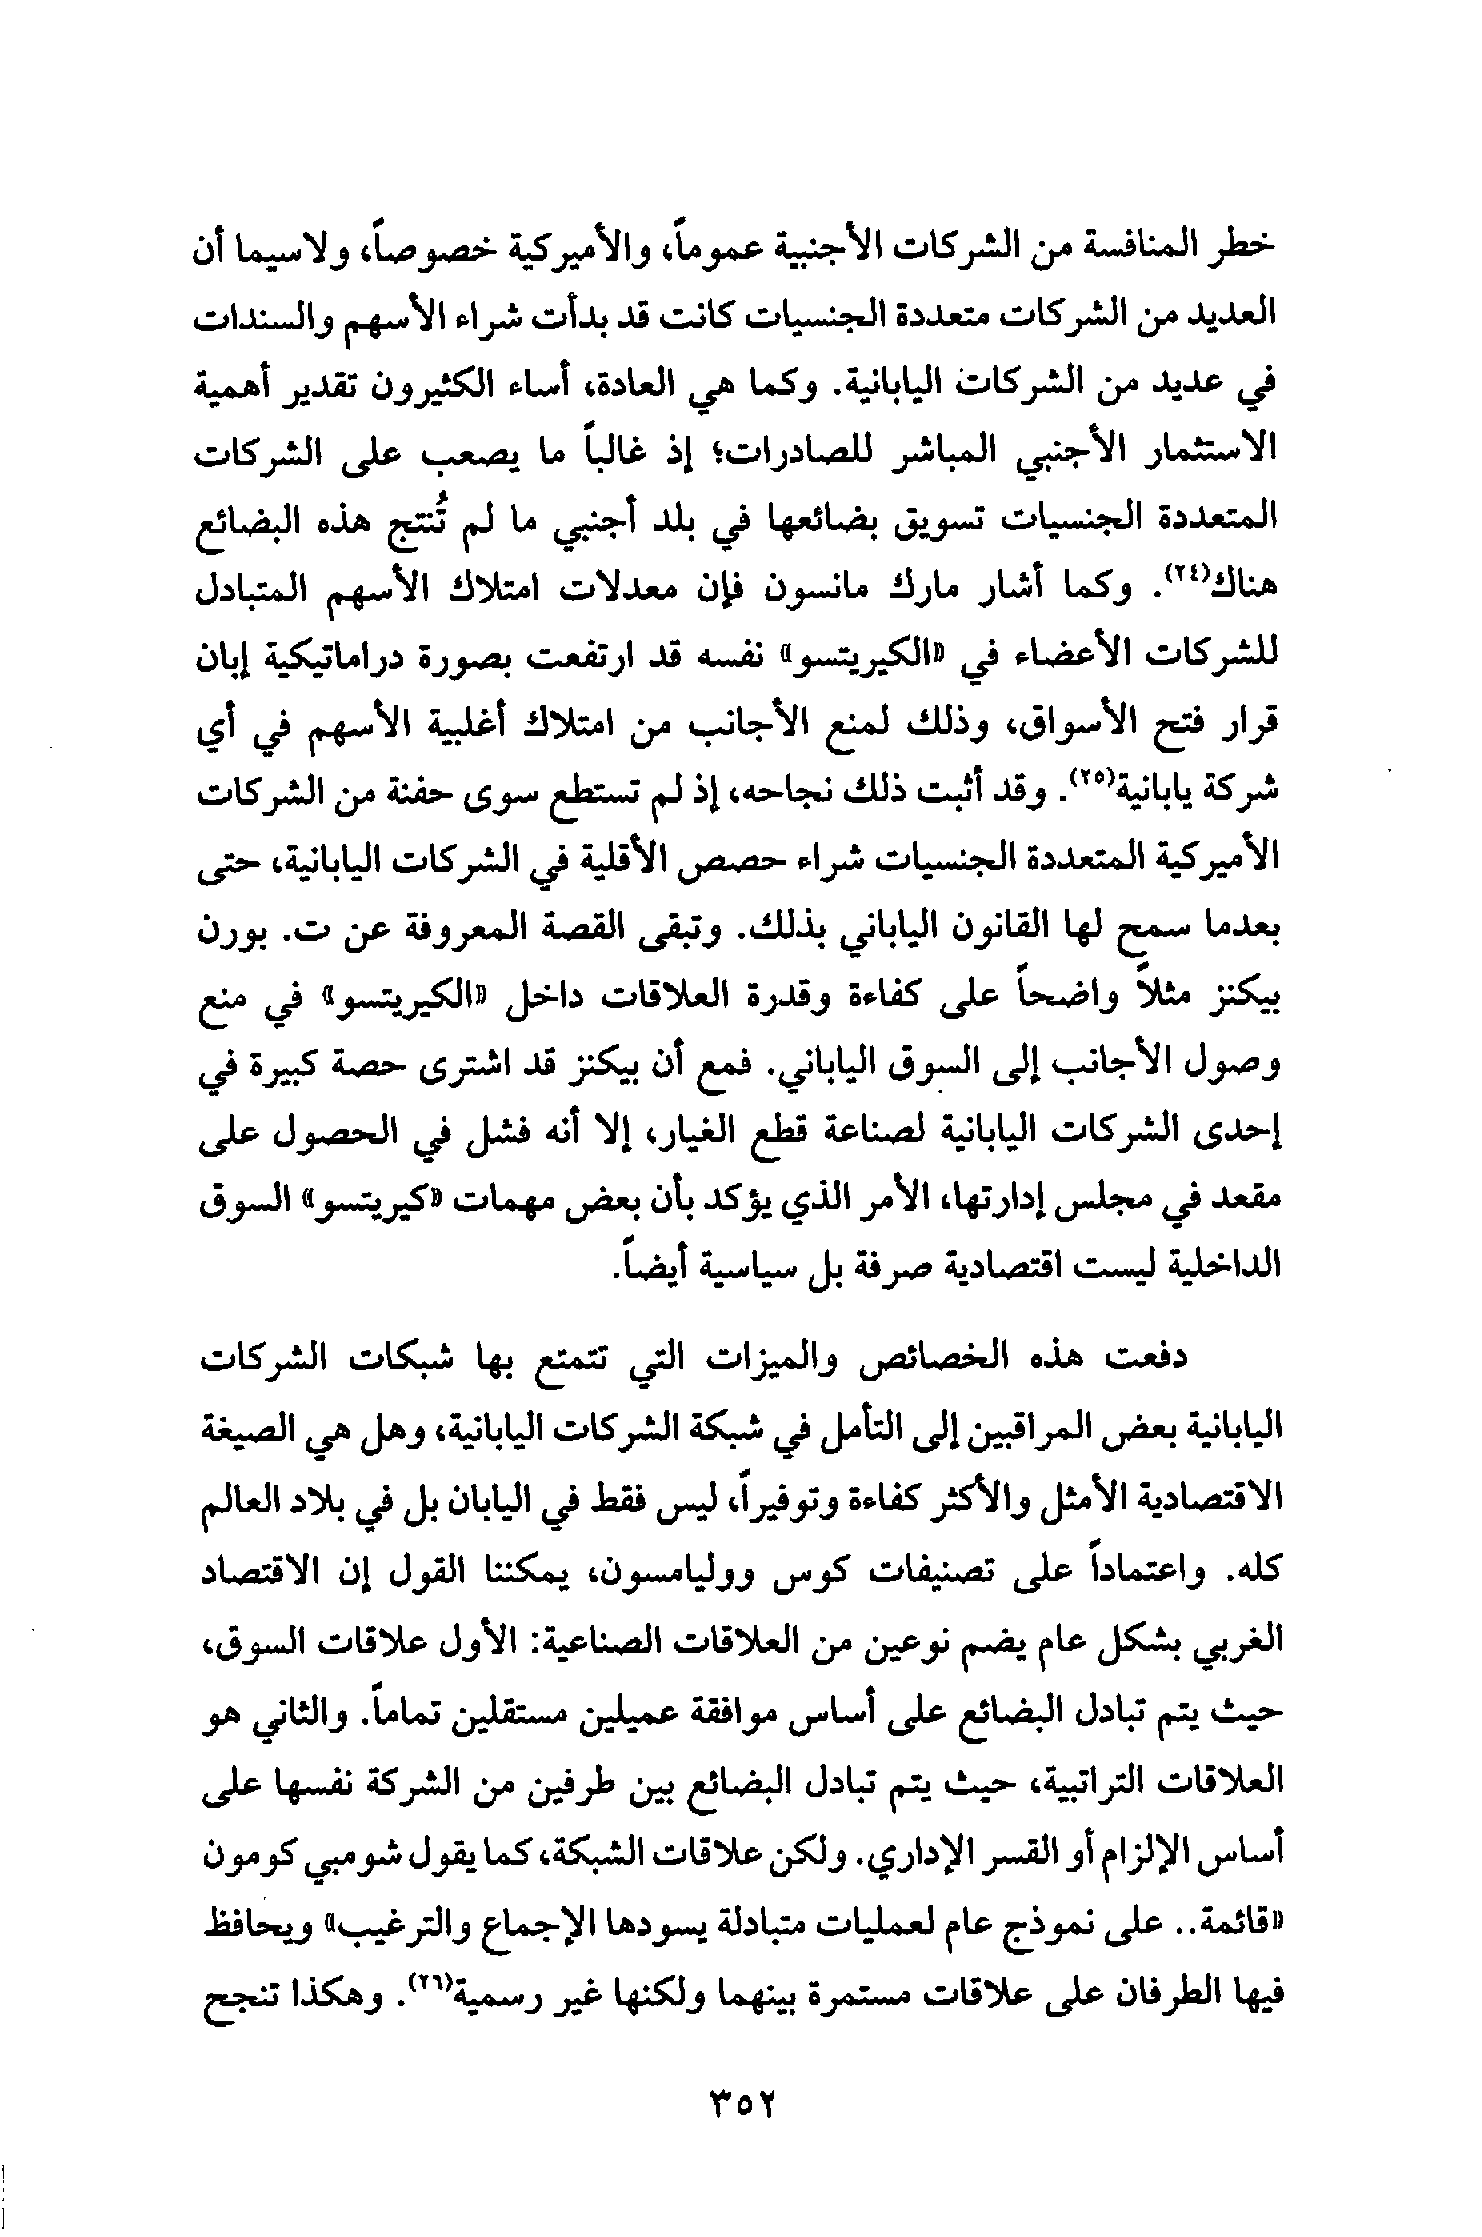 خطر المنافسة من الشركات الأجنبية عموماً، والأميركية خصوصاً، ولاسيما أن
العديد من الشركات متعددة الجنسيات كانت قد بدأت شراء الأسهم والسندات
في عديد من الشركات اليابانية. وكما هي العادة، أساء الكثيرون تقدير أهمية
الاستثمار الأجنبي المباشر للصادرات؛ إذ غالباً ما يصعب على الشركات
المتعددة الجنسيات تسويق بضائعها في بلد أجنبي ما لم تُنتج هذه البضائع
هناك(٢٤). وكما أشار مارك مانسون فإن معدلات امتلاك الأسهم المتبادل
للشركات الأعضاء في «الكيريتسو» نفسه قد ارتفعت بصورة دراماتيكية إبان
قرار فتح الأسواق، وذلك لمنع الأجانب من امتلاك أغلبية الأسهم في أي
شركة يابانية(٢٥). وقد أثبت ذلك نجاحه، إذ لم تستطع سوى حفنة من الشركات
الأميركية المتعددة الجنسيات شراء حصص الأقلية في الشركات اليابانية، حتى
بعدما سمح لها القانون الياباني بذلك. وتبقى القصة المعروفة عن ت. بورن
بيكنز مثلاً واضحاً على كفاءة وقدرة العلاقات داخل «الكيريتسو» في منع
وصول الأجانب إلى السوق الياباني. فمع أن بيكنز قد اشترى حصة كبيرة في
إحدى الشركات اليابانية لصناعة قطع الغيار، إلا أنه فشل في الحصول على
مقعد في مجلس إدارتها، الأمر الذي يؤكد بأن بعض مهمات «كيريتسو» السوق
الداخلية ليست اقتصادية صرفة بل سياسية أيضاً.
دفعت هذه الخصائص والميزات التي تتمتع بها شبكات الشركات
اليابانية بعض المراقبين إلى التأمل في شبكة الشركات اليابانية، وهل هي الصيغة
الاقتصادية الأمثل والأكثر كفاءة وتوفيراً، ليس فقط في اليابان بل في بلاد العالم
كله. واعتماداً على تصنيفات كوس ووليامسون، يمكننا القول إن الاقتصاد
الغربي بشكل عام يضم نوعين من العلاقات الصناعية: الأول علاقات السوق،
حيث يتم تبادل البضائع على أساس موافقة عميلين مستقلين تماماً. والثاني هو
العلاقات التراتبية، حيث يتم تبادل البضائع بين طرفين من الشركة نفسها على
أساس الإلزام أو القسر الإداري. ولكن علاقات الشبكة، كما يقول شومبي كومون
«قائمة.. على نموذج عام لعمليات متبادلة يسودها الإجماع والترغيب» ويحافظ
فيها الطرفان على علاقات مستمرة بينهما ولكنها غير رسمية(٢٦). وهكذا تنجح
٣٥٢